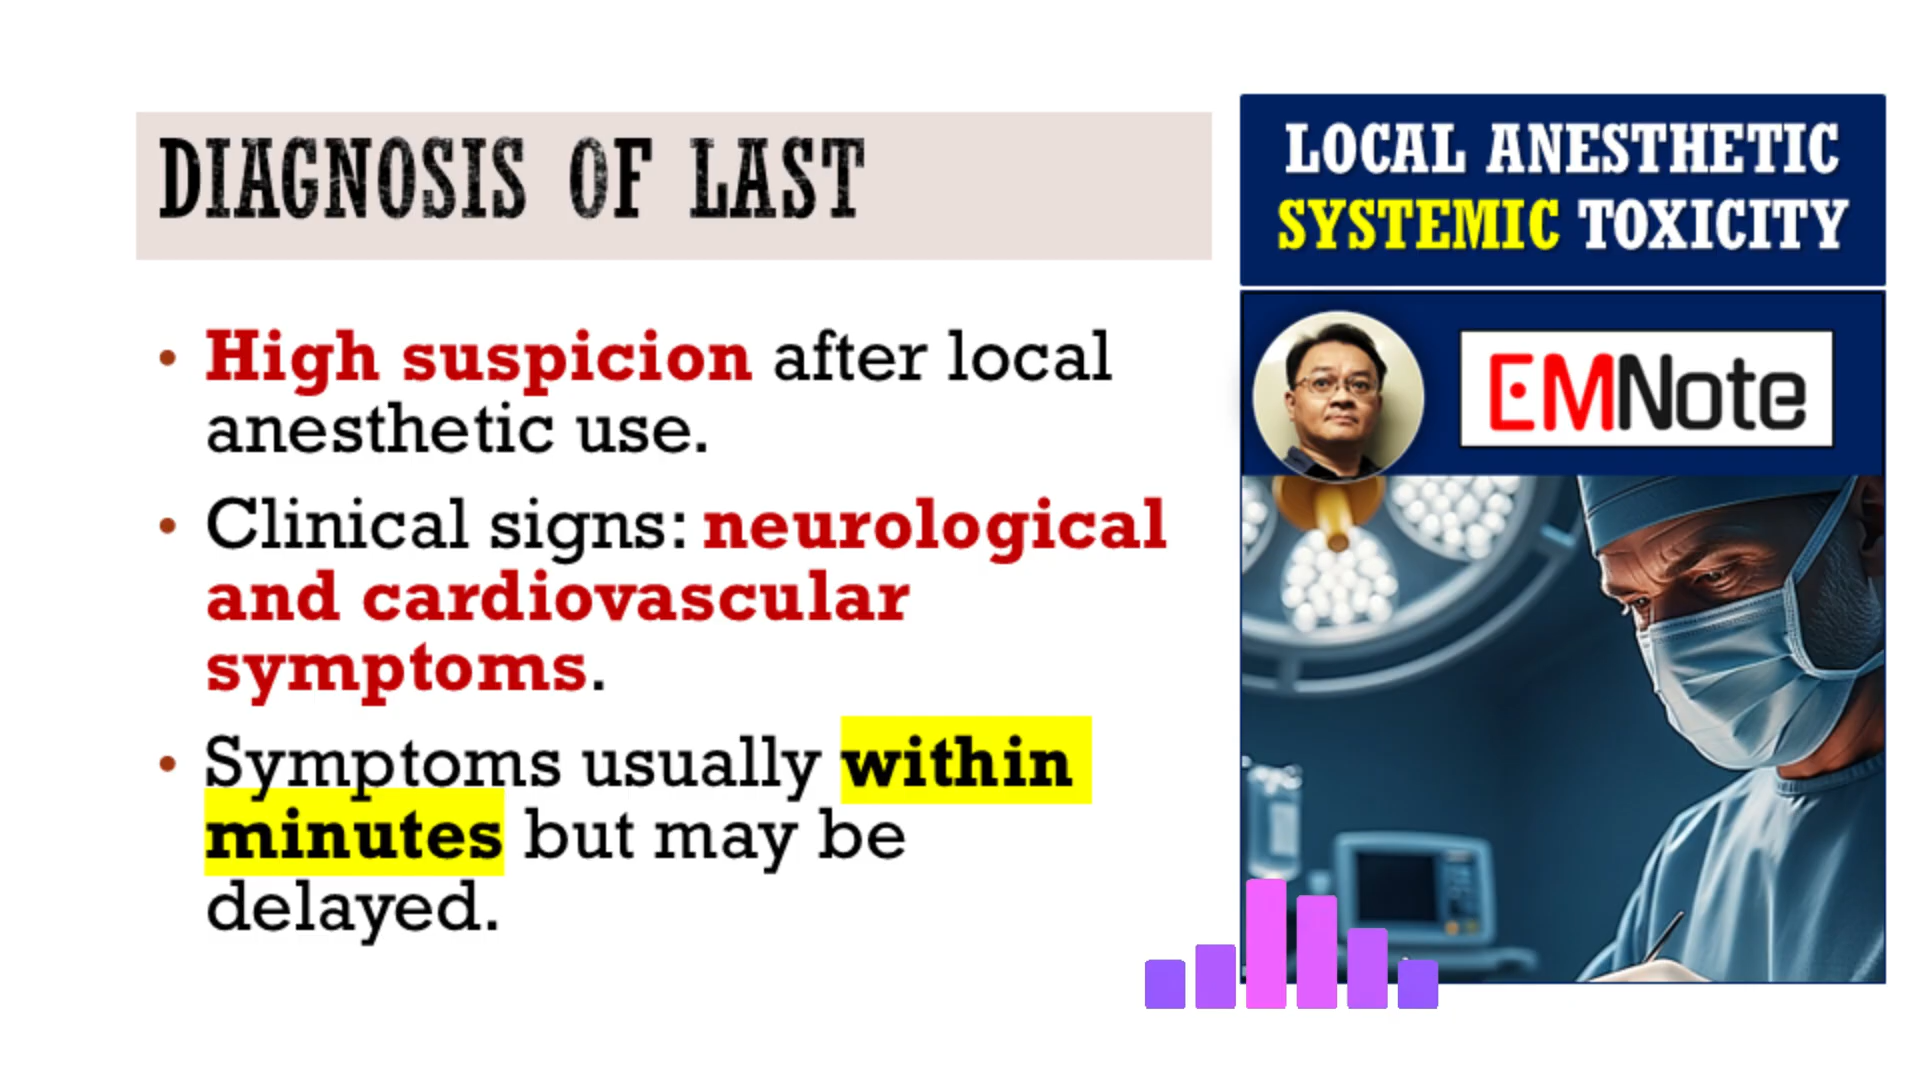 DIAGNOSIS OF LAST
• High suspicion after local
anesthetic use.
• Clinical signs: neurological
and cardiovascular
symptoms.
• Symptoms usually within
minutes but may be
delayed.
LOCAL ANESTHETIC
SYSTEMIC TOXICITY
EMNote